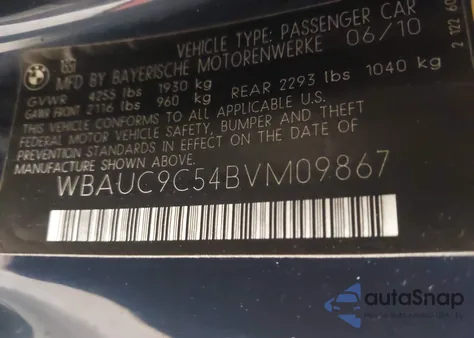 VEHICLE TYPE: PASSENGER CAR
MFD BY BAYERISCHE MOTORENWERKE 06/10
GVWR 4255 lbs 1930 kg
GAWR FRONT 2116 lbs 960 kg REAR 2293 lbs 1040 kg
THIS VEHICLE CONFORMS TO ALL APPLICABLE U.S.
FEDERAL MOTOR VEHICLE SAFETY, BUMPER AND THEFT
PREVENTION STANDARDS IN EFFECT ON THE DATE OF
MANUFACTURE SHOWN ABOVE.
WBAUC9C54BVM09867
autoSnap